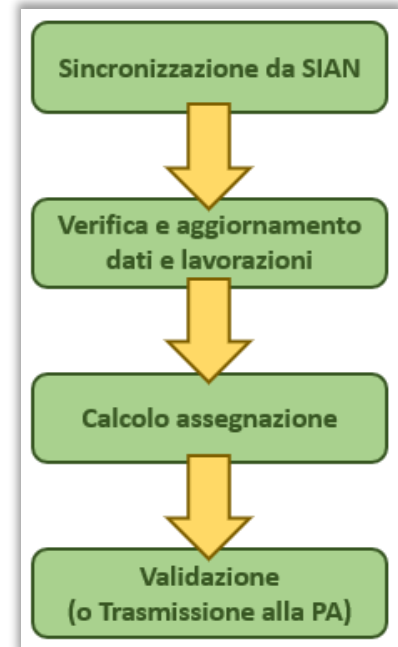 Sincronizzazione da SIAN
Verifica e aggiornamento
dati e lavorazioni
Calcolo assegnazione
Validazione
(o Trasmissione alla PA)